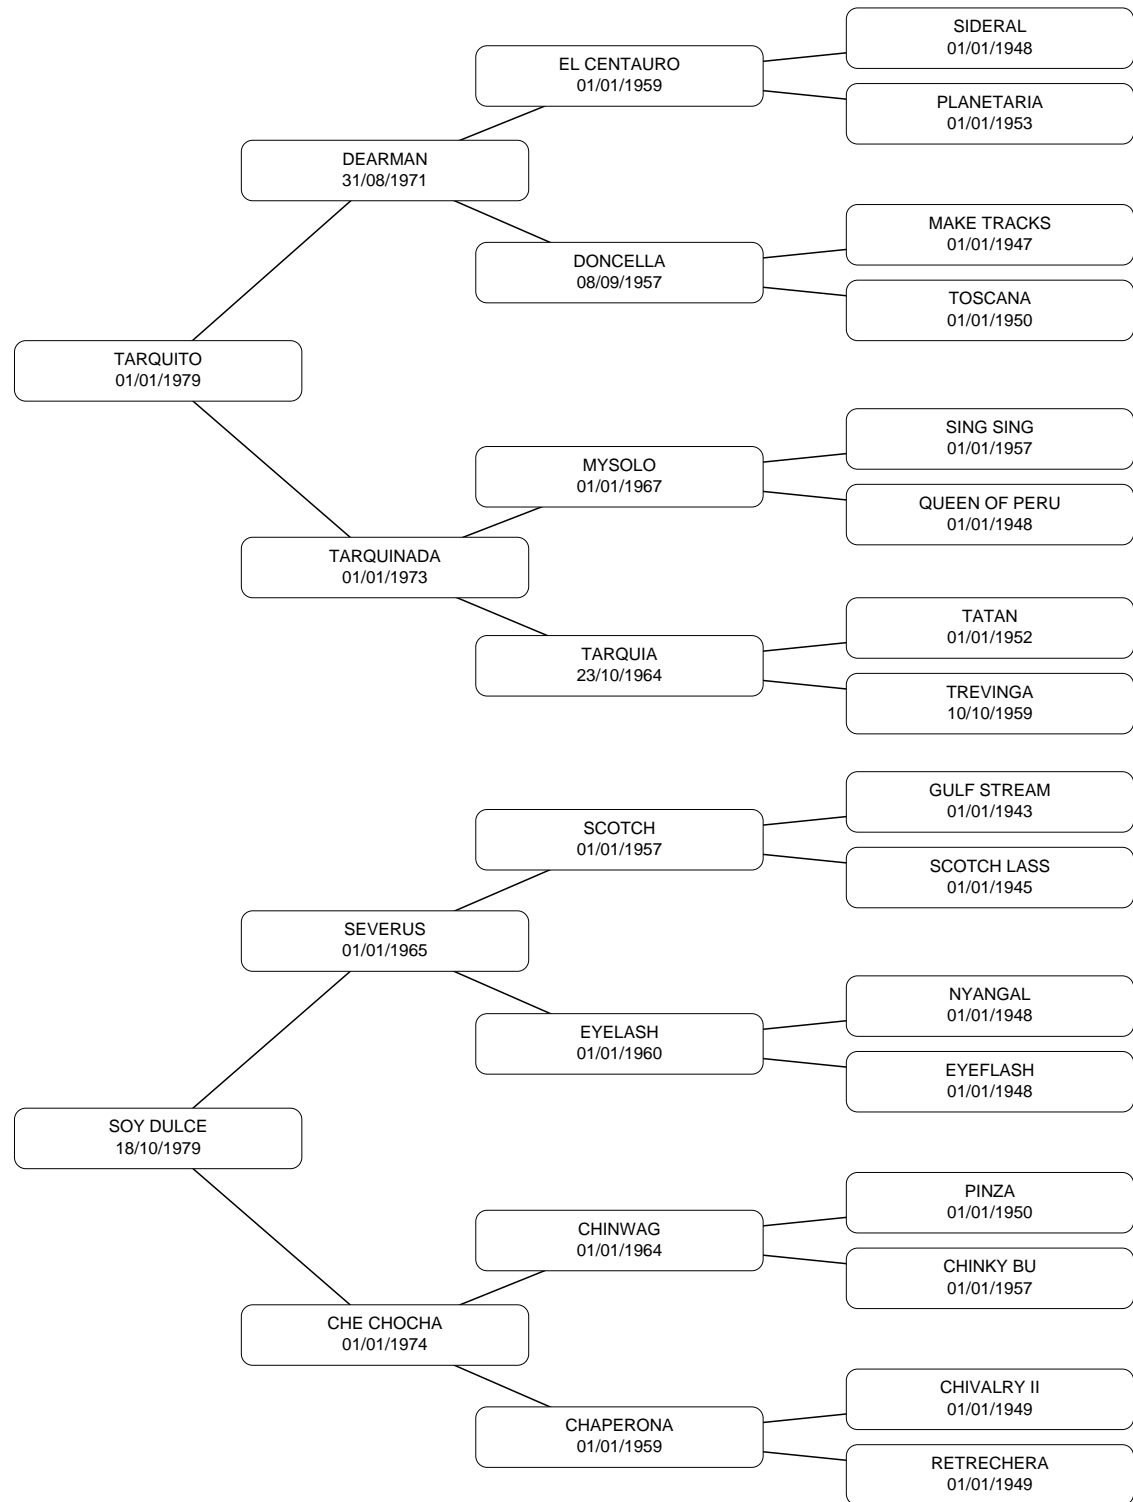 SIDERAL
01/01/1948
EL CENTAURO
01/01/1959
PLANETARIA
01/01/1953
DEARMAN
31/08/1971
MAKE TRACKS
01/01/1947
DONCELLA
08/09/1957
TOSCANA
01/01/1950
TARQUITO
01/01/1979
SING SING
01/01/1957
MYSOLO
01/01/1967
QUEEN OF PERU
01/01/1948
TARQUINADA
01/01/1973
TATAN
01/01/1952
TARQUIA
23/10/1964
TREVINGA
10/10/1959
GULF STREAM
01/01/1943
SCOTCH
01/01/1957
SCOTCH LASS
01/01/1945
SEVERUS
01/01/1965
NYANGAL
01/01/1948
EYELASH
01/01/1960
EYEFLASH
01/01/1948
SOY DULCE
18/10/1979
PINZA
01/01/1950
CHINWAG
01/01/1964
CHINKY BU
01/01/1957
CHE CHOCHA
01/01/1974
CHIVALRY II
01/01/1949
CHAPERONA
01/01/1959
RETRECHERA
01/01/1949